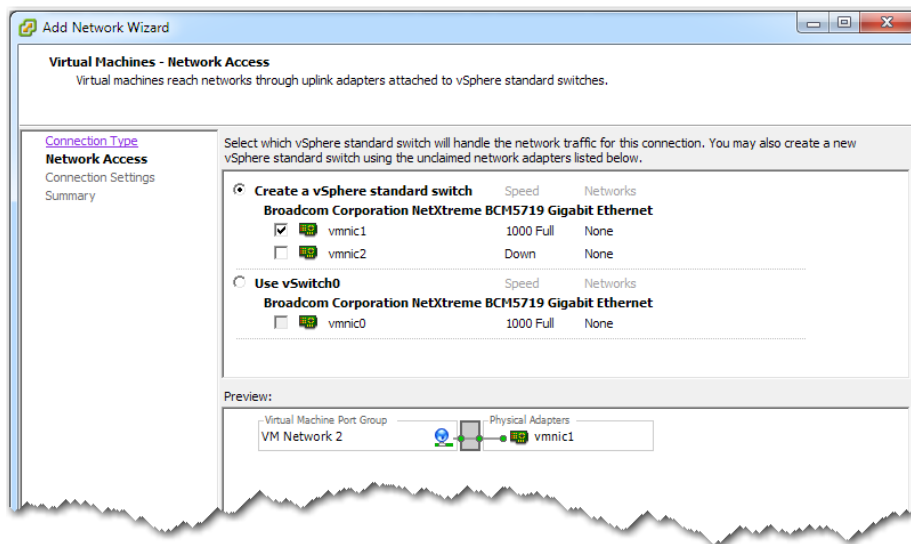 Add Network Wizard
Virtual Machines - Network Access
Virtual machines reach networks through uplink adapters attached to vSphere standard switches.
Connection Type
Network Access
Connection Settings
Summary
Select which vSphere standard switch will handle the network traffic for this connection. You may also create a new
vSphere standard switch using the unclaimed network adapters listed below.
Create a vSphere standard switch Speed Networks
Broadcom Corporation NetXtreme BCM5719 Gigabit Ethernet
vmnic1 1000 Full None
vmnic2 Down None
Use vSwitch0 Speed Networks
Broadcom Corporation NetXtreme BCM5719 Gigabit Ethernet
vmnic0 1000 Full None
Preview:
Virtual Machine Port Group Physical Adapters
VM Network 2 vmnic1